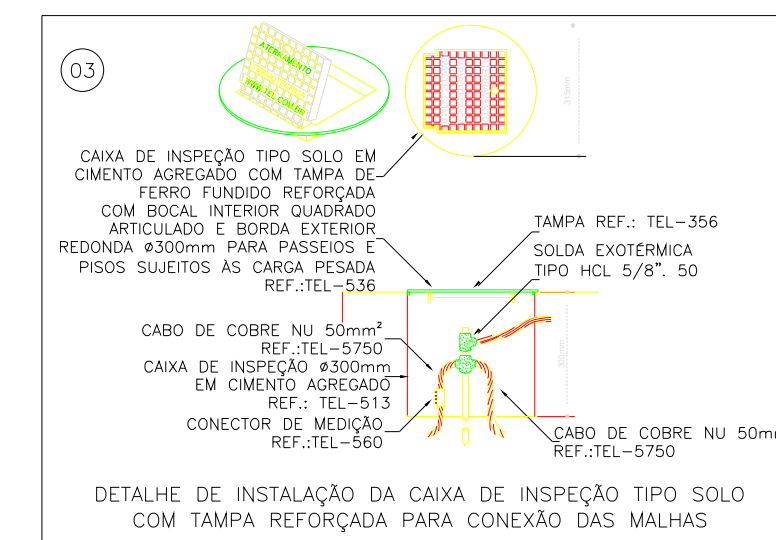 03
ATERRAMENTO
WWW.TEL.COM.BR
315mm
CAIXA DE INSPEÇÃO TIPO SOLO EM
CIMENTO AGREGADO COM TAMPA DE
FERRO FUNDIDO REFORÇADA
COM BOCAL INTERIOR QUADRADO
ARTICULADO E BORDA EXTERIOR
REDONDA ø300mm PARA PASSEIOS E
PISOS SUJEITOS ÀS CARGA PESADA
REF.:TEL-536
TAMPA REF.: TEL-356
SOLDA EXOTÉRMICA
TIPO HCL 5/8". 50
CABO DE COBRE NU 50mm²
REF.:TEL-5750
CAIXA DE INSPEÇÃO ø300mm
EM CIMENTO AGREGADO
REF.: TEL-513
CONECTOR DE MEDIÇÃO
REF.:TEL-560
300mm
CABO DE COBRE NU 50m
REF.:TEL-5750
DETALHE DE INSTALAÇÃO DA CAIXA DE INSPEÇÃO TIPO SOLO
COM TAMPA REFORÇADA PARA CONEXÃO DAS MALHAS